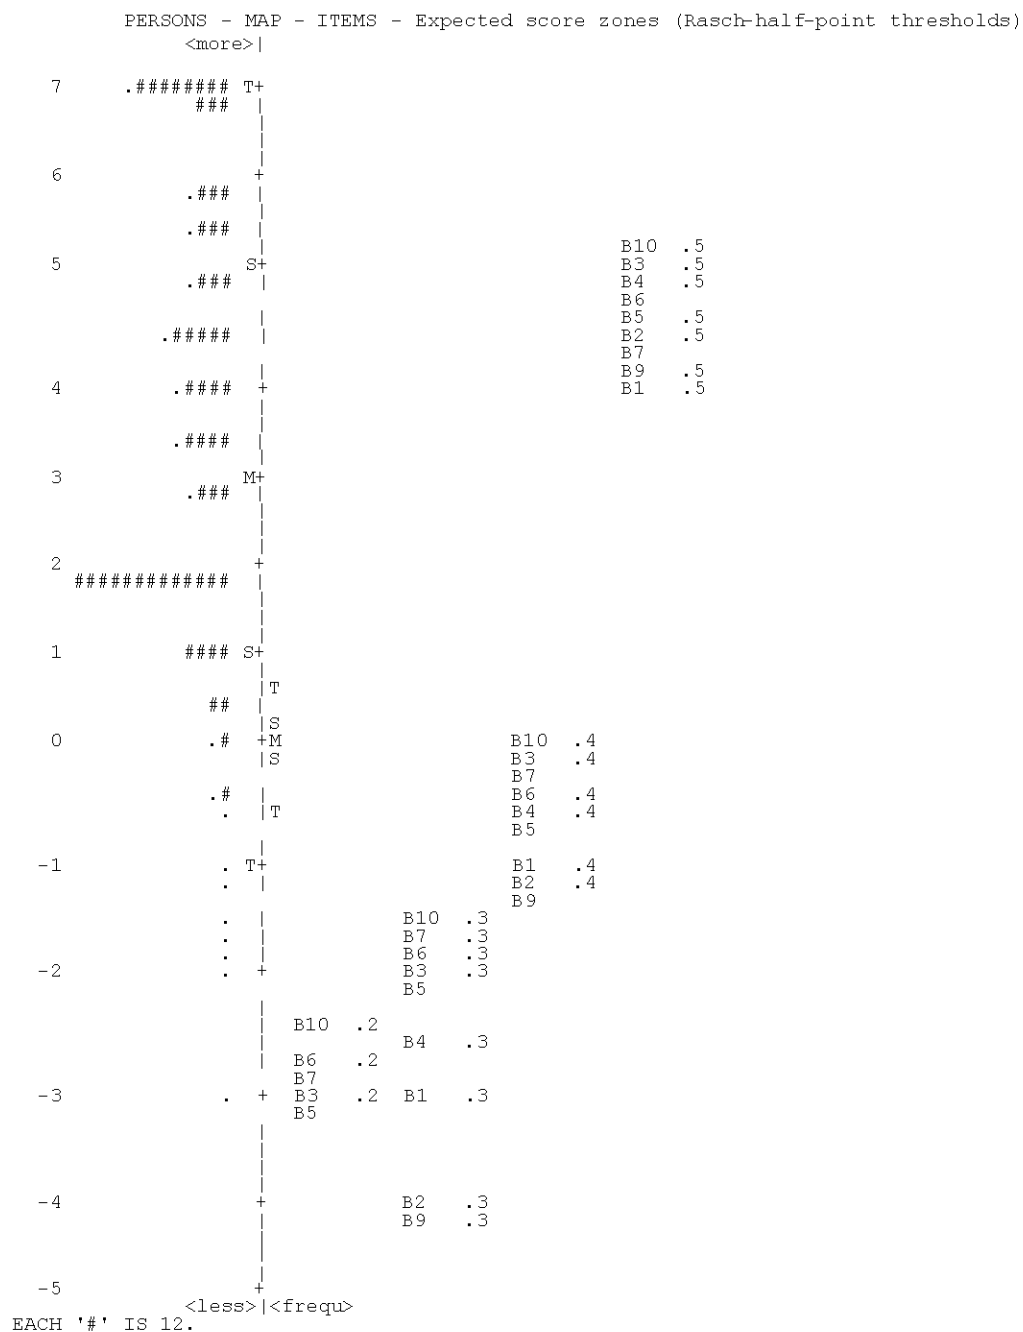 PERSONS - MAP - ITEMS - Expected score zones (Rasch-half-point thresholds)
<more>|
7 .######## T+
### |
|
|
|
6 +
.### |
|
.### |
| B10 .5
5 S+ B3 .5
.### | B4 .5
B6
| B5 .5
.##### | B2 .5
B7
| B9 .5
4 .#### + B1 .5
|
|
.#### |
|
3 M+
.### |
|
|
|
2 +
############# |
|
|
|
1 #### S+
|
|T
## |
|S
0 .# +M B10 .4
|S B3 .4
B7
.# | B6 .4
. |T B4 .4
B5
|
-1 . T+ B1 .4
. | B2 .4
B9
. | B10 .3
. | B7 .3
. | B6 .3
-2 . + B3 .3
B5
|
| B10 .2
| B4 .3
| B6 .2
B7
-3 . + B3 .2 B1 .3
B5
|
|
|
|
-4 + B2 .3
| B9 .3
|
|
|
-5 +
<less>|<frequ>
EACH '#' IS 12.